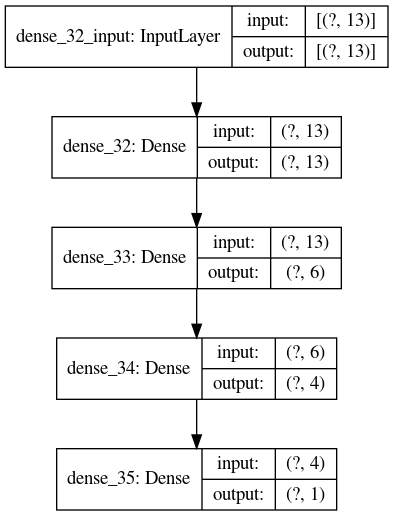 dense_32_input: InputLayer input: [(?, 13)]
output: [(?, 13)]
dense_32: Dense input: (?, 13)
output: (?, 13)
dense_33: Dense input: (?, 13)
output: (?, 6)
dense_34: Dense input: (?, 6)
output: (?, 4)
dense_35: Dense input: (?, 4)
output: (?, 1)